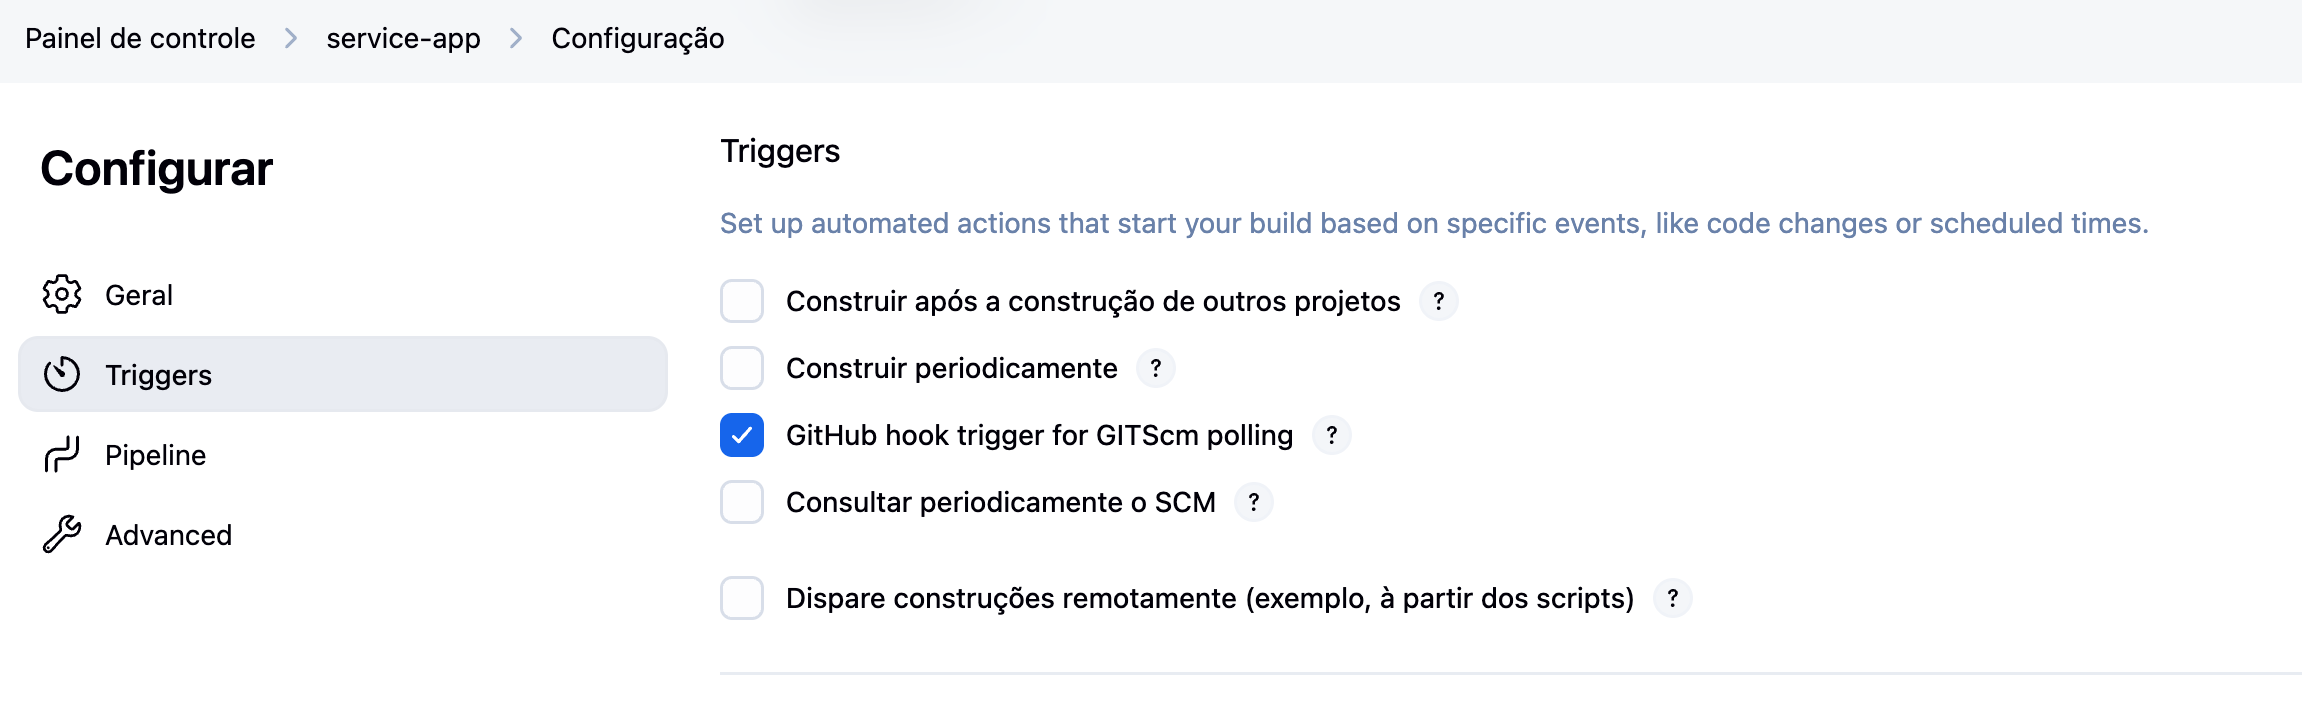 Painel de controle > service-app > Configuração
Configurar
Geral
Triggers
Pipeline
Advanced
Triggers
Set up automated actions that start your build based on specific events, like code changes or scheduled times.
Construir após a construção de outros projetos ?
Construir periodicamente ?
GitHub hook trigger for GITScm polling ?
Consultar periodicamente o SCM ?
Dispare construções remotamente (exemplo, à partir dos scripts) ?